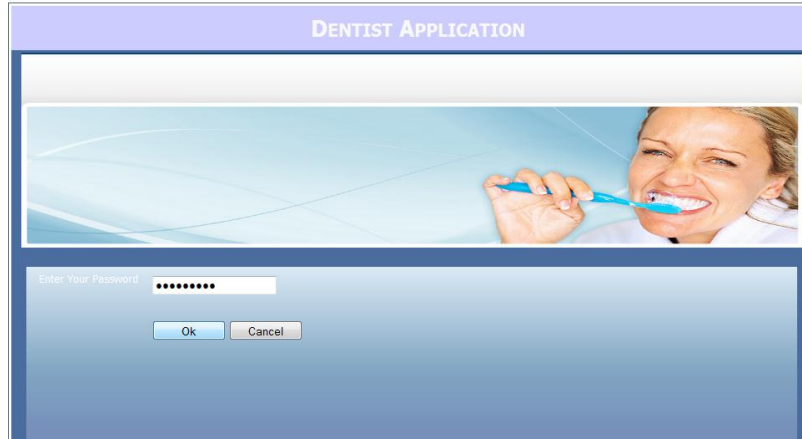 DENTIST APPLICATION
Enter Your Password
•••••••••
Ok Cancel